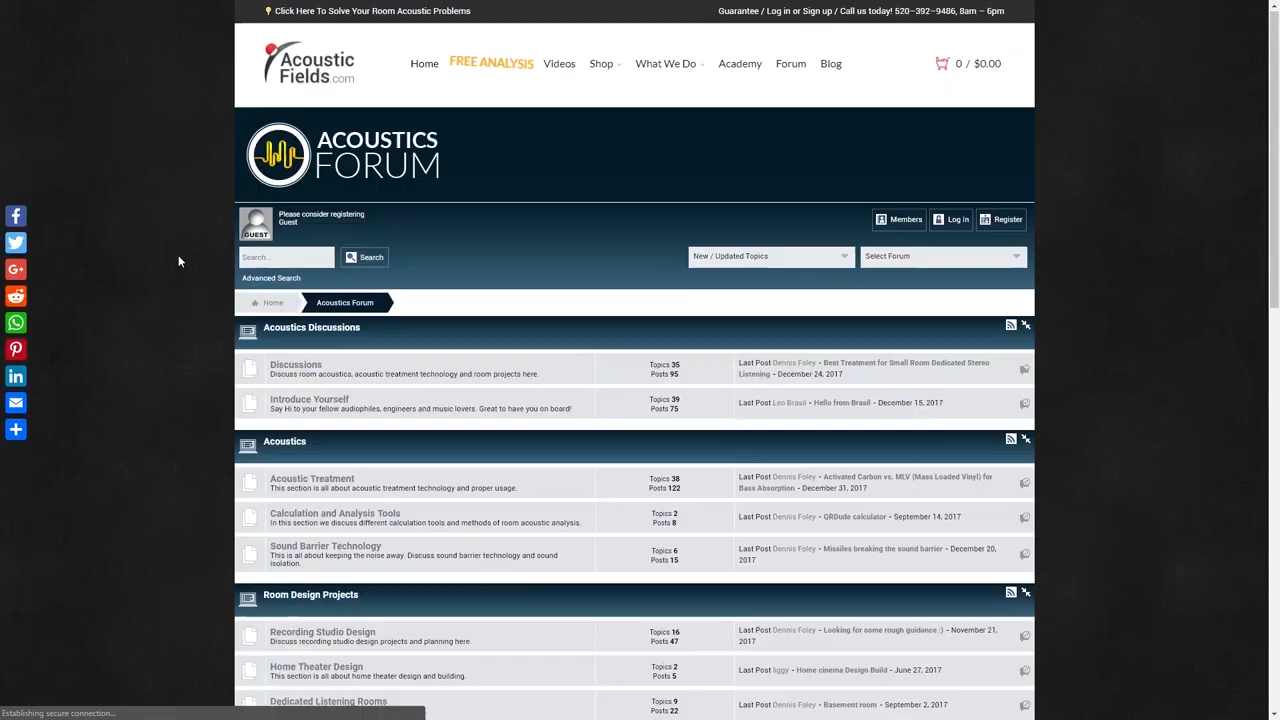 Click Here To Solve Your Room Acoustic Problems
Guarantee / Log in or Sign up / Call us today! 520–392–9486, 8am – 6pm
Acoustic
Fields.com
Home FREE ANALYSIS Videos Shop What We Do Academy Forum Blog 0 / $0.00
ACOUSTICS
FORUM
Please consider registering
Guest
GUEST
Members Log In Register
Search... Search New / Updated Topics Select Forum
Advanced Search
Home Acoustics Forum
Acoustics Discussions
Discussions
Discuss room acoustics, acoustic treatment technology and room projects here.
Topics 35
Posts 95
Last Post Dennis Foley - Best Treatment for Small Room Dedicated Stereo
Listening - December 24, 2017
Introduce Yourself
Say Hi to your fellow audiophiles, engineers and music lovers. Great to have you on board!
Topics 39
Posts 75
Last Post Leo Brasil - Hello from Brasil - December 15, 2017
Acoustics
Acoustic Treatment
This section is all about acoustic treatment technology and proper usage.
Topics 38
Posts 122
Last Post Dennis Foley - Activated Carbon vs. MLV (Mass Loaded Vinyl) for
Bass Absorption - December 31, 2017
Calculation and Analysis Tools
In this section we discuss different calculation tools and methods of room acoustic analysis.
Topics 2
Posts 8
Last Post Dennis Foley - QRDude calculator - September 14, 2017
Sound Barrier Technology
This is all about keeping the noise away. Discuss sound barrier technology and sound
isolation.
Topics 6
Posts 15
Last Post Dennis Foley - Missiles breaking the sound barrier - December 20,
2017
Room Design Projects
Recording Studio Design
Discuss recording studio design projects and planning here.
Topics 16
Posts 47
Last Post Dennis Foley - Looking for some rough guidance :) - November 21,
2017
Home Theater Design
This section is all about home theater design and building.
Topics 2
Posts 5
Last Post liggy - Home cinema Design Build - June 27, 2017
Dedicated Listening Rooms
Topics 9
Posts 22
Last Post Dennis Foley - Basement room - September 2, 2017
Establishing secure connection...